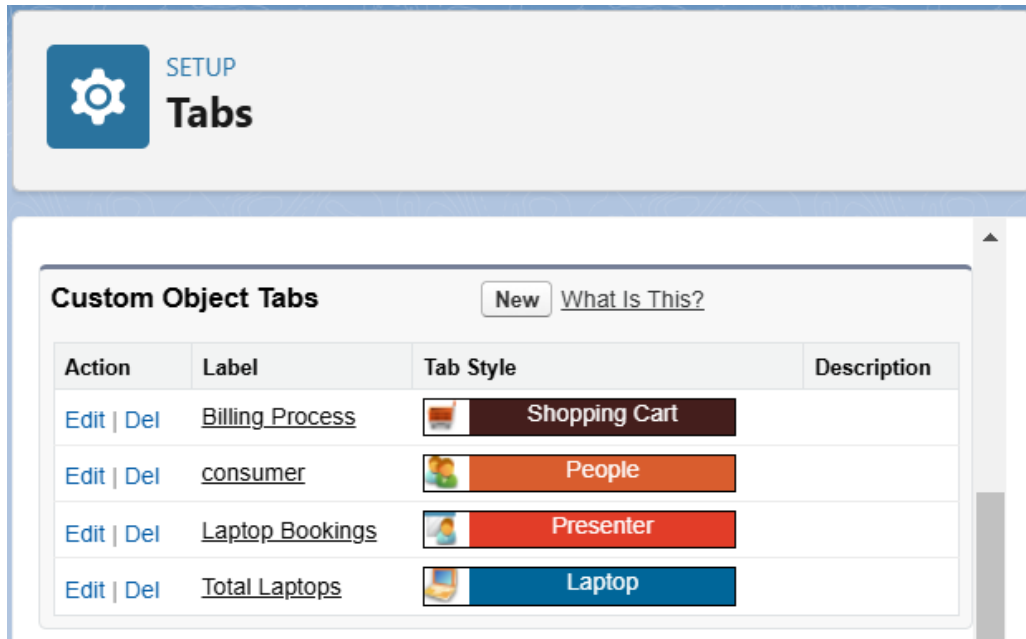 SETUP
Tabs
Custom Object Tabs New What Is This?
Action Label Tab Style Description
Edit | Del Billing Process Shopping Cart
Edit | Del consumer People
Edit | Del Laptop Bookings Presenter
Edit | Del Total Laptops Laptop